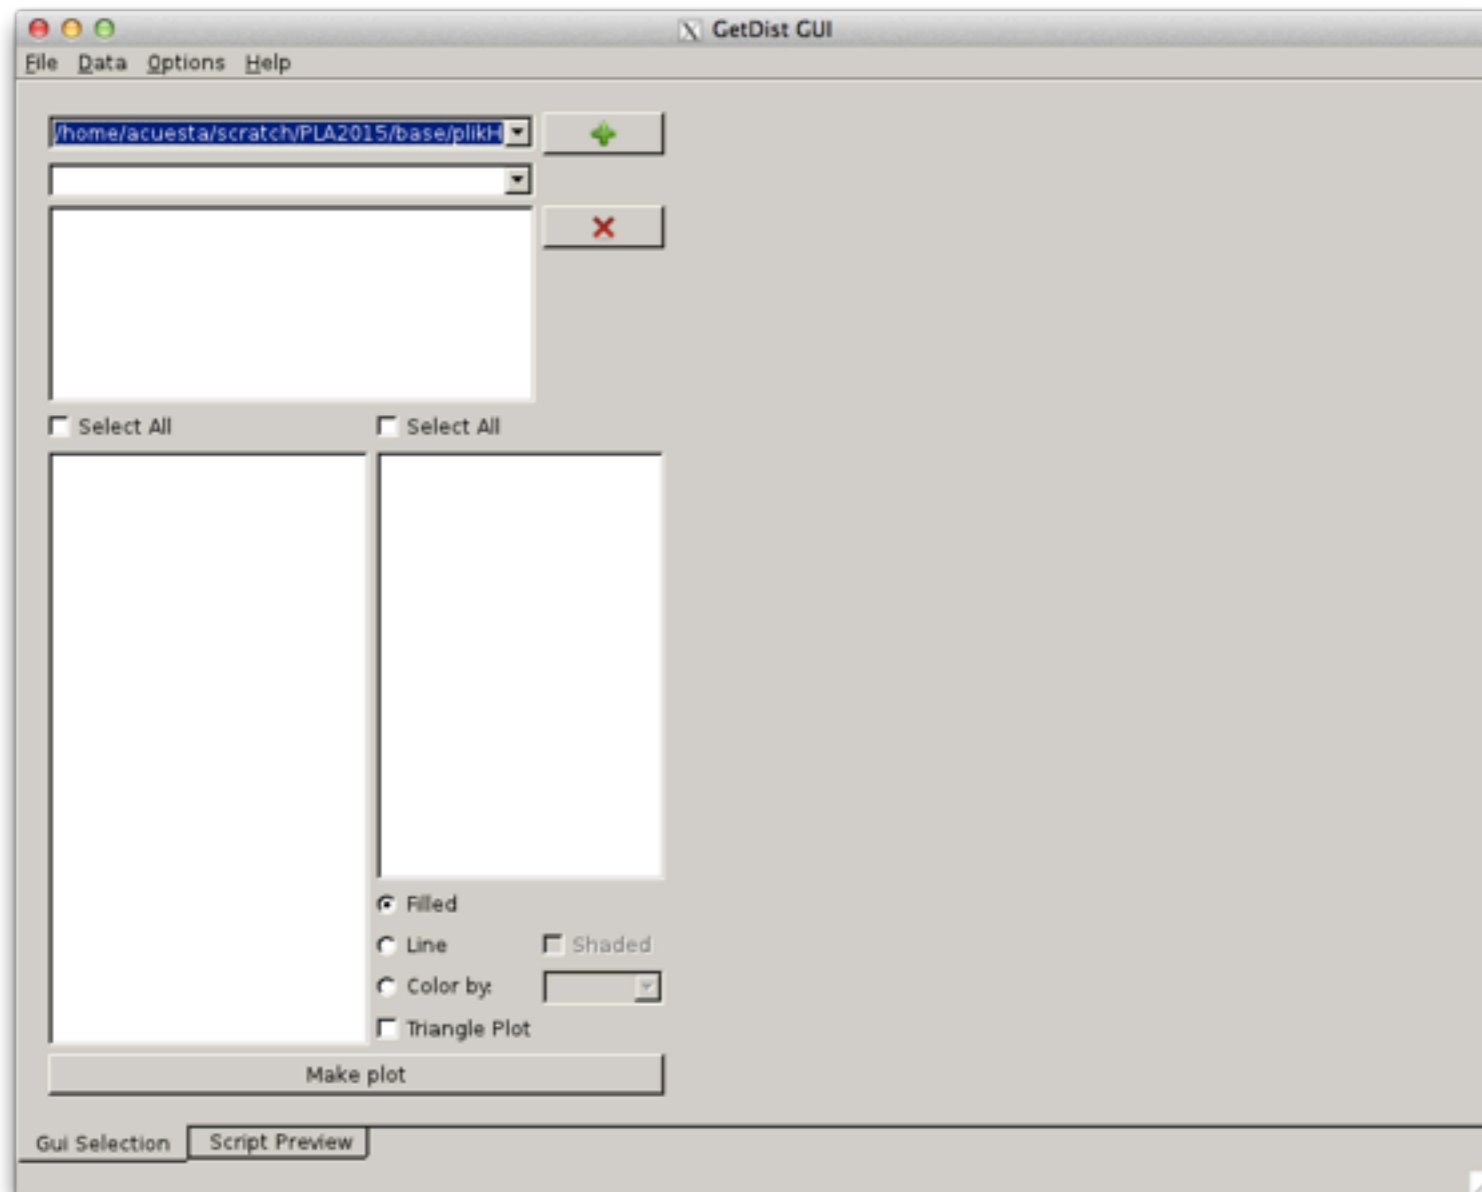 GetDist GUI
File Data Options Help
/home/acuesta/scratch/PLA2015/base/plikH
Select All Select All
Filled
Line Shaded
Color by:
Triangle Plot
Make plot
Gui Selection Script Preview